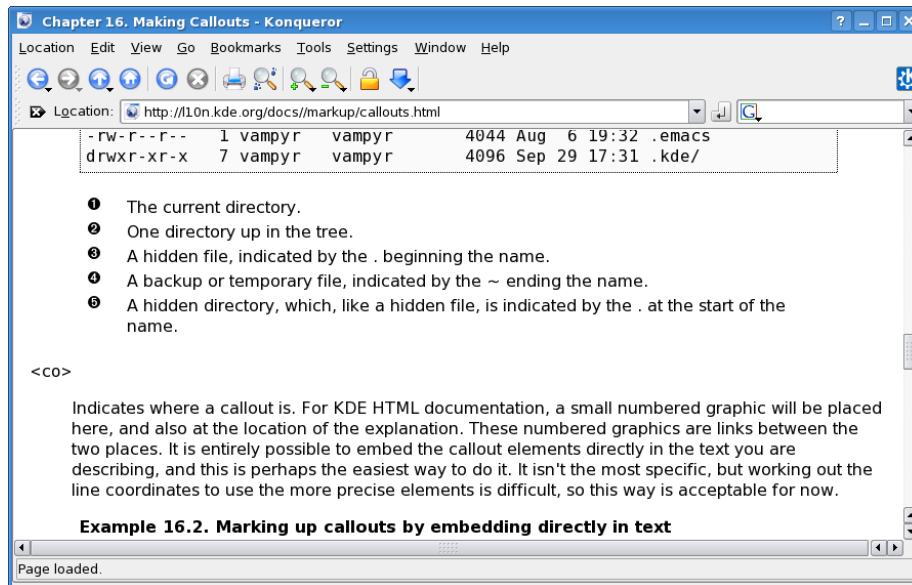 Chapter 16. Making Callouts - Konqueror
Location Edit View Go Bookmarks Tools Settings Window Help
Location: http://l10n.kde.org/docs//markup/callouts.html
-rw-r--r-- 1 vampyr vampyr 4044 Aug 6 19:32 .emacs
drwxr-xr-x 7 vampyr vampyr 4096 Sep 29 17:31 .kde/
1 The current directory.
2 One directory up in the tree.
3 A hidden file, indicated by the . beginning the name.
4 A backup or temporary file, indicated by the ~ ending the name.
5 A hidden directory, which, like a hidden file, is indicated by the . at the start of the
name.
<co>
Indicates where a callout is. For KDE HTML documentation, a small numbered graphic will be placed
here, and also at the location of the explanation. These numbered graphics are links between the
two places. It is entirely possible to embed the callout elements directly in the text you are
describing, and this is perhaps the easiest way to do it. It isn't the most specific, but working out the
line coordinates to use the more precise elements is difficult, so this way is acceptable for now.
Example 16.2. Marking up callouts by embedding directly in text
Page loaded.